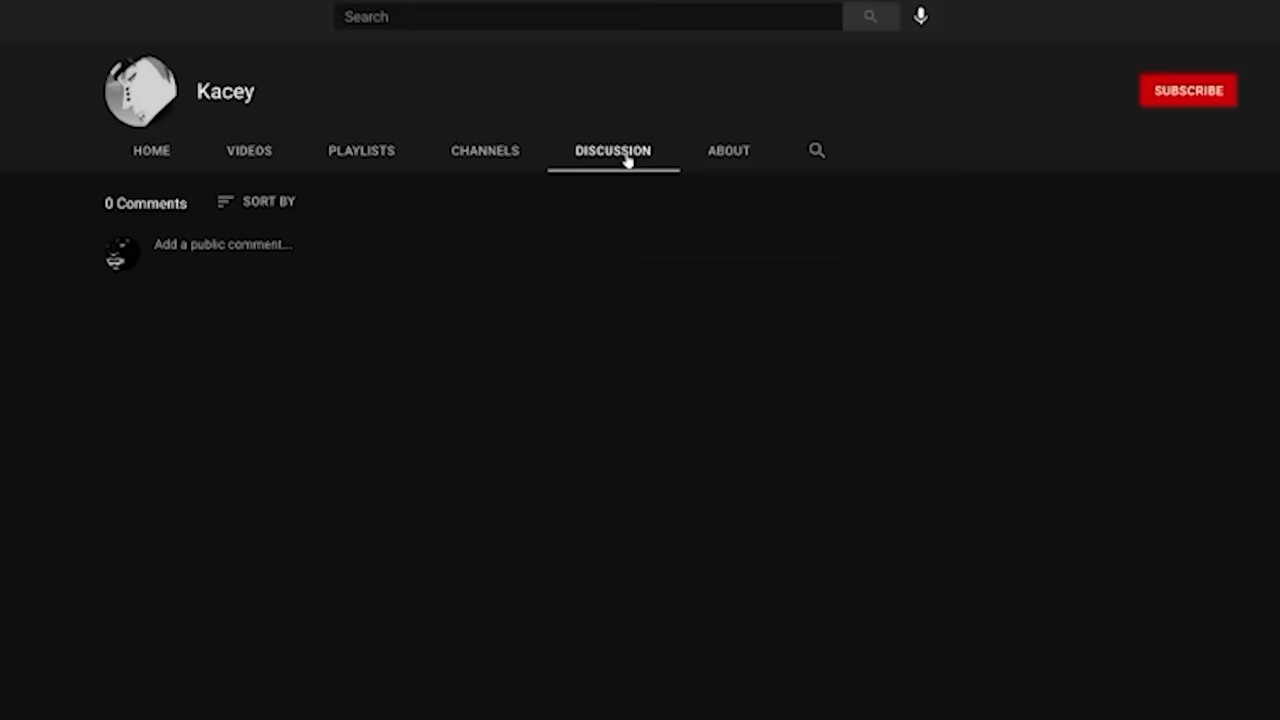 Search
Kacey
SUBSCRIBE
HOME VIDEOS PLAYLISTS CHANNELS DISCUSSION ABOUT
0 Comments SORT BY
Add a public comment...